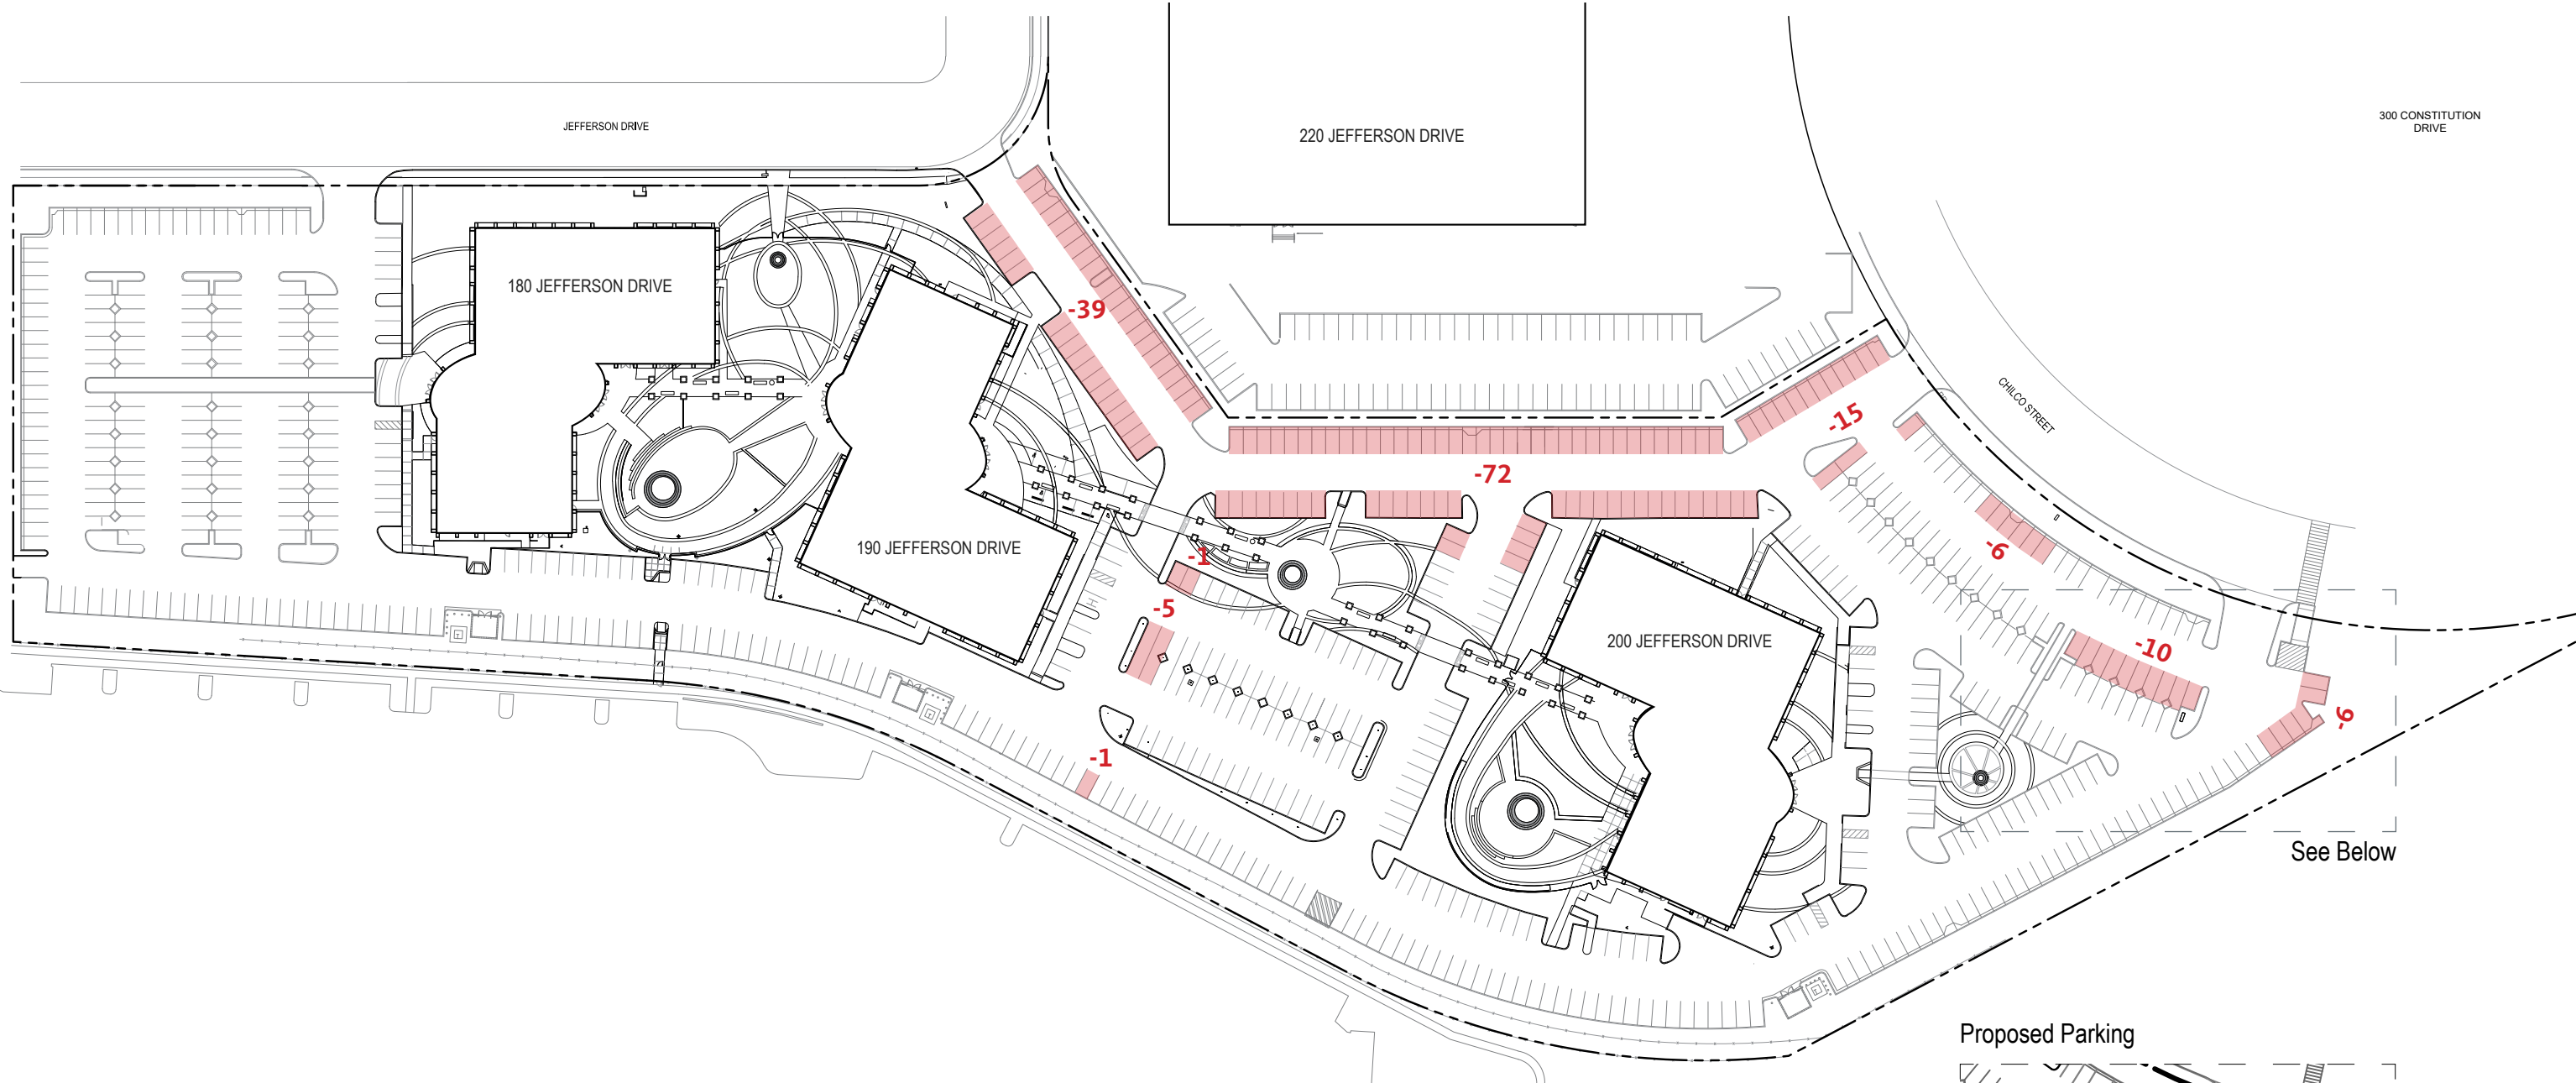 300 CONSTITUTION
DRIVE
JEFFERSON DRIVE
220 JEFFERSON DRIVE
180 JEFFERSON DRIVE
-39
CHILCO STREET
-15
-72
190 JEFFERSON DRIVE
-1
-6
-5
200 JEFFERSON DRIVE
-10
-6
-1
See Below
Proposed Parking